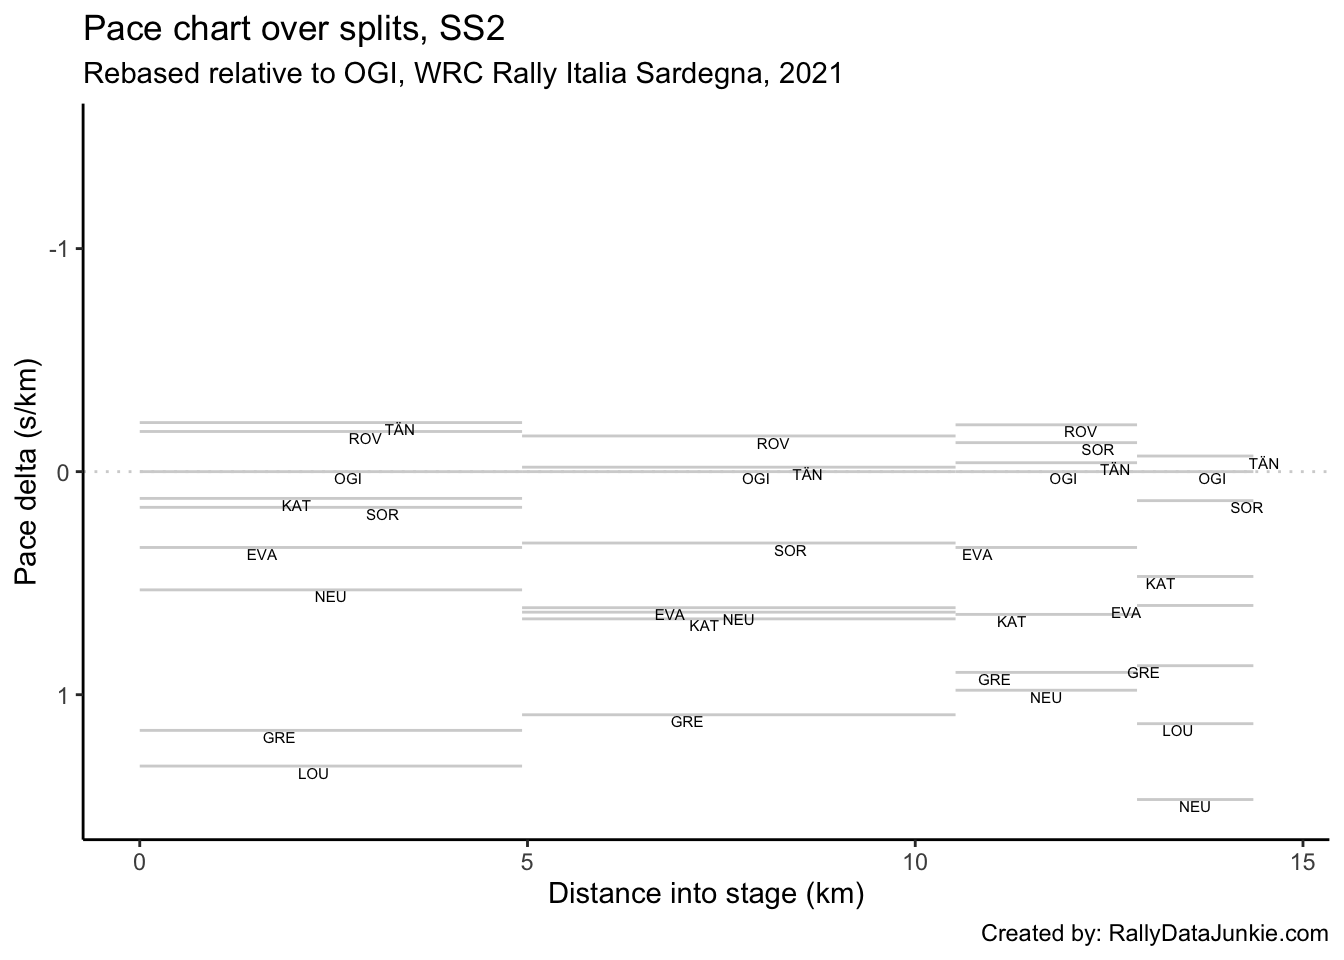 Pace chart over splits, SS2
Rebased relative to OGI, WRC Rally Italia Sardegna, 2021
Pace delta (s/km)
-1
0
1
TÄN
ROV
OGI
KAT
SOR
EVA
NEU
GRE
LOU
ROV
OGI
TÄN
SOR
EVA
NEU
KAT
GRE
ROV
SOR
TÄN
OGI
EVA
KAT
GRE
NEU
TÄN
OGI
SOR
KAT
EVA
GRE
LOU
NEU
0 5 10 15
Distance into stage (km)
Created by: RallyDataJunkie.com